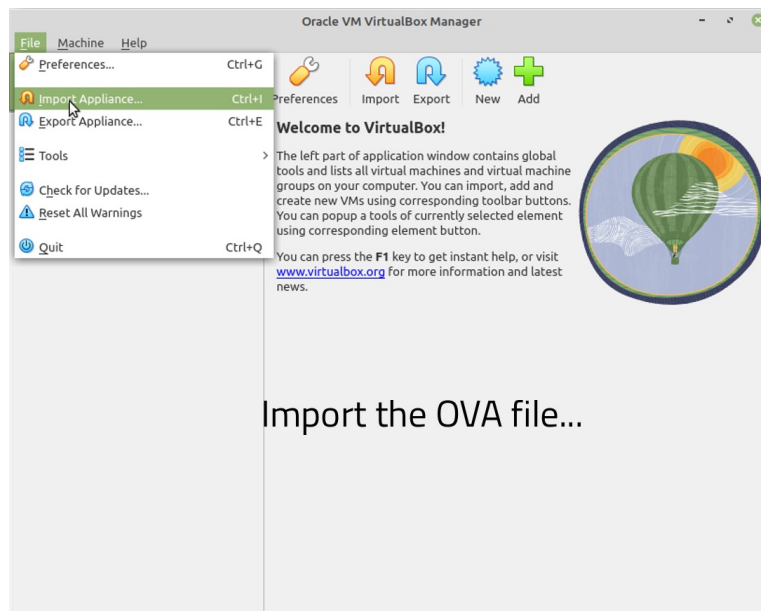 Oracle VM VirtualBox Manager
File Machine Help
Preferences... Ctrl+G
Import Appliance... Ctrl+I
Export Appliance... Ctrl+E
Tools
Check for Updates...
Reset All Warnings
Quit Ctrl+Q
Preferences Import Export New Add
Welcome to VirtualBox!
The left part of application window contains global
tools and lists all virtual machines and virtual machine
groups on your computer. You can import, add and
create new VMs using corresponding toolbar buttons.
You can popup a tools of currently selected element
using corresponding element button.
You can press the F1 key to get instant help, or visit
www.virtualbox.org for more information and latest
news.
Import the OVA file...